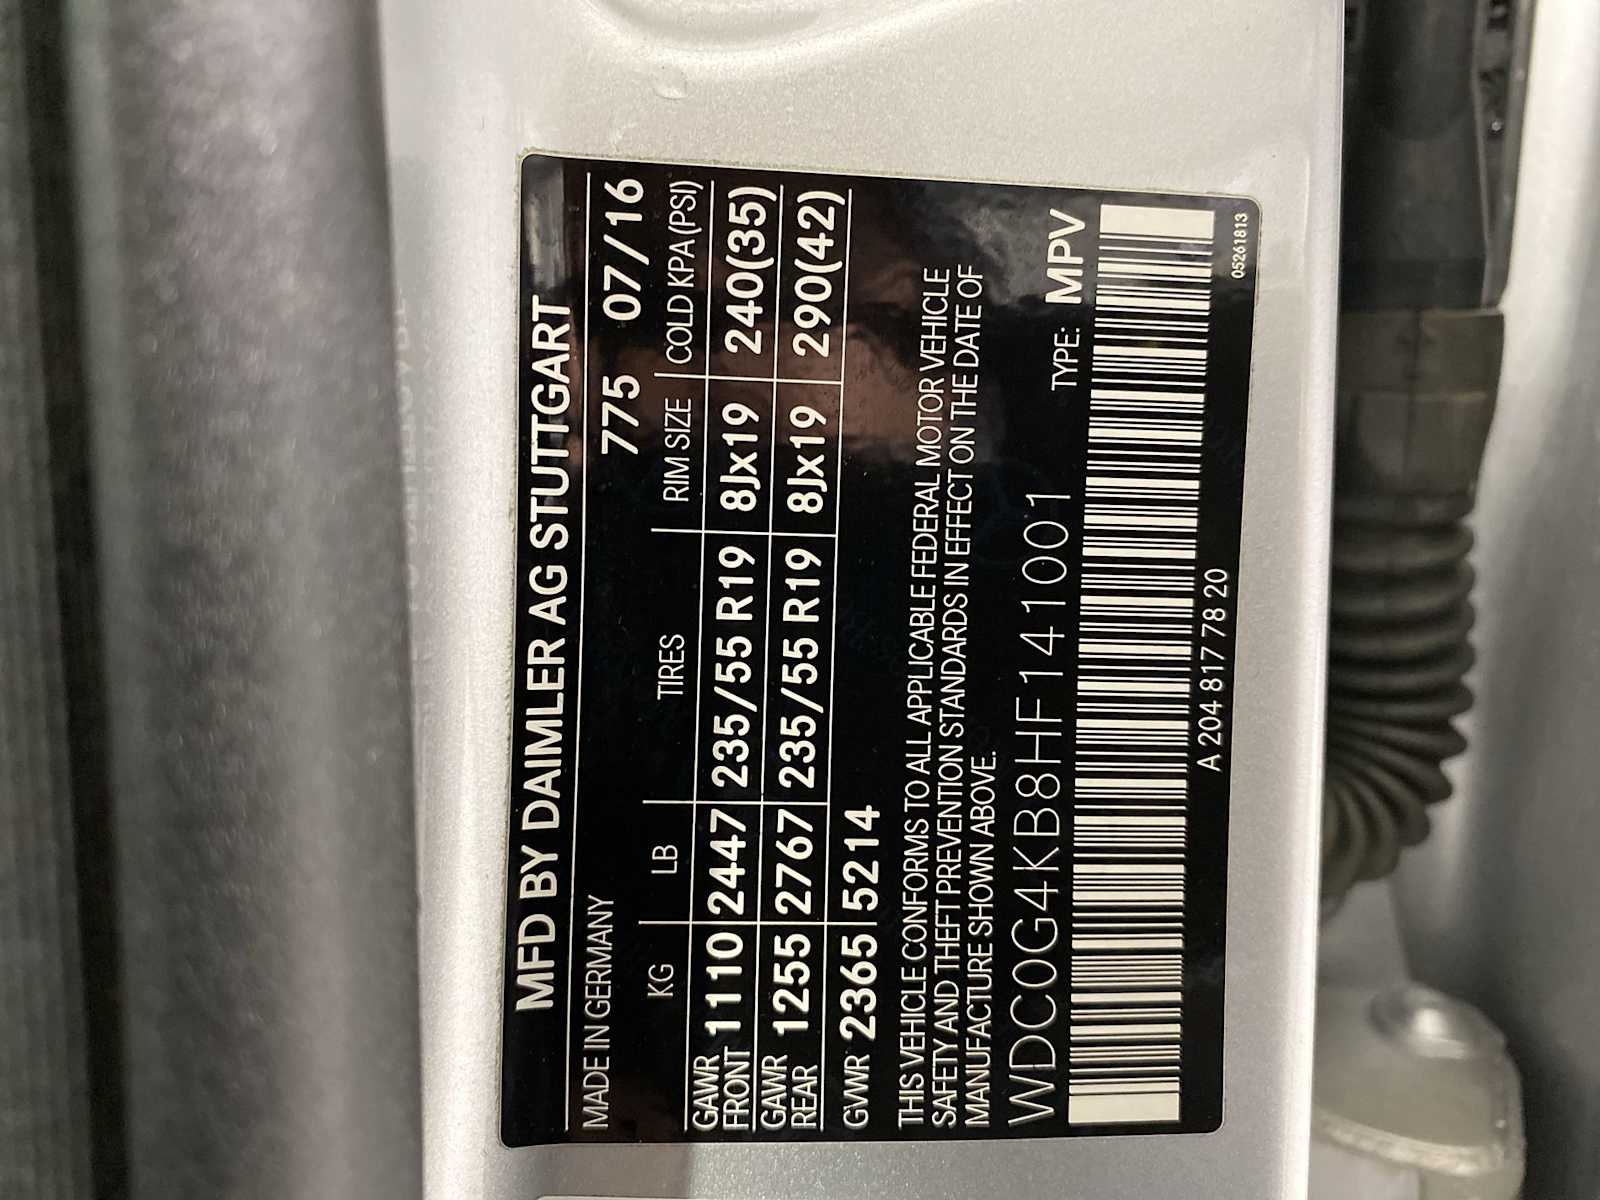 MFD BY DAIMLER AG STUTTGART
MADE IN GERMANY 775 07/16
KG LB TIRES RIM SIZE COLD KPA(PSI)
GAWR FRONT 1110 2447 235/55 R19 8Jx19 240(35)
GAWR REAR 1255 2767 235/55 R19 8Jx19 290(42)
GVWR 2365 5214
THIS VEHICLE CONFORMS TO ALL APPLICABLE FEDERAL MOTOR VEHICLE
SAFETY AND THEFT PREVENTION STANDARDS IN EFFECT ON THE DATE OF
MANUFACTURE SHOWN ABOVE.
WDC0G4KB8HF141001 TYPE: MPV
A 204 817 78 20
05261813